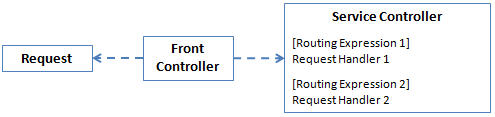 Request
Front
Controller
Service Controller
[Routing Expression 1]
Request Handler 1
[Routing Expression 2]
Request Handler 2